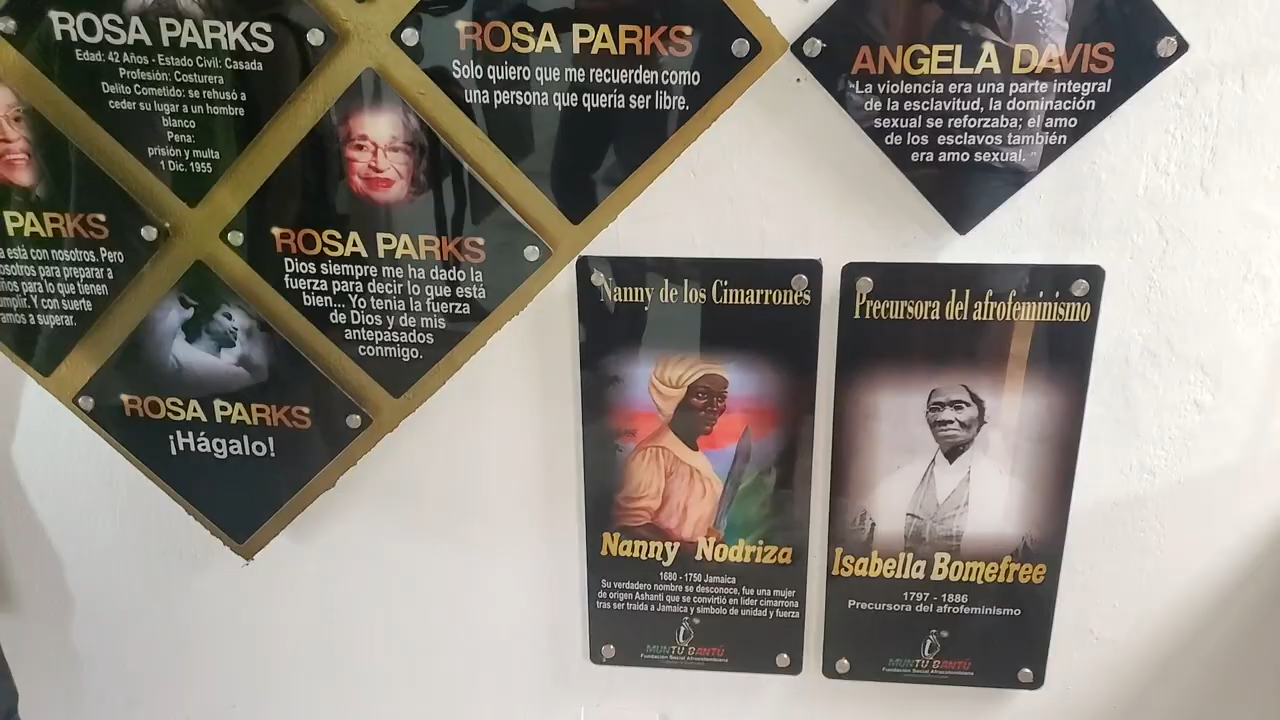 ROSA PARKS
Edad: 42 Años - Estado Civil: Casada
Profesión: Costurera
Delito Cometido: se rehusó a
ceder su lugar a un hombre
blanco
Pena:
prisión y multa
1 Dic. 1955
ROSA PARKS
Solo quiero que me recuerden como
una persona que quería ser libre.
ANGELA DAVIS
"La violencia era una parte integral
de la esclavitud, la dominación
sexual se reforzaba; el amo
de los esclavos también
era amo sexual. "
PARKS
está con nosotros. Pero
para preparar a
para lo que tienen
Y con suerte
a superar.
ROSA PARKS
Dios siempre me ha dado la
fuerza para decir lo que está
bien... Yo tenia la fuerza
de Dios y de mis
antepasados
conmigo.
ROSA PARKS
¡Hágalo!
Nanny de los Cimarrones
Nanny Nodriza
1680 - 1750 Jamaica
Su verdadero nombre se desconoce, fue una mujer
de origen Ashanti que se convirtió en lider cimarrona
tras ser traida a Jamaica y simbolo de unidad y fuerza
MUNTÚ BANTÚ
Fundación Social Afrocolombiana
Precursora del afrofeminismo
Isabella Bomefree
1797 - 1886
Precursora del afrofeminismo
MUNTÚ BANTÚ
Fundación Social Afrocolombiana